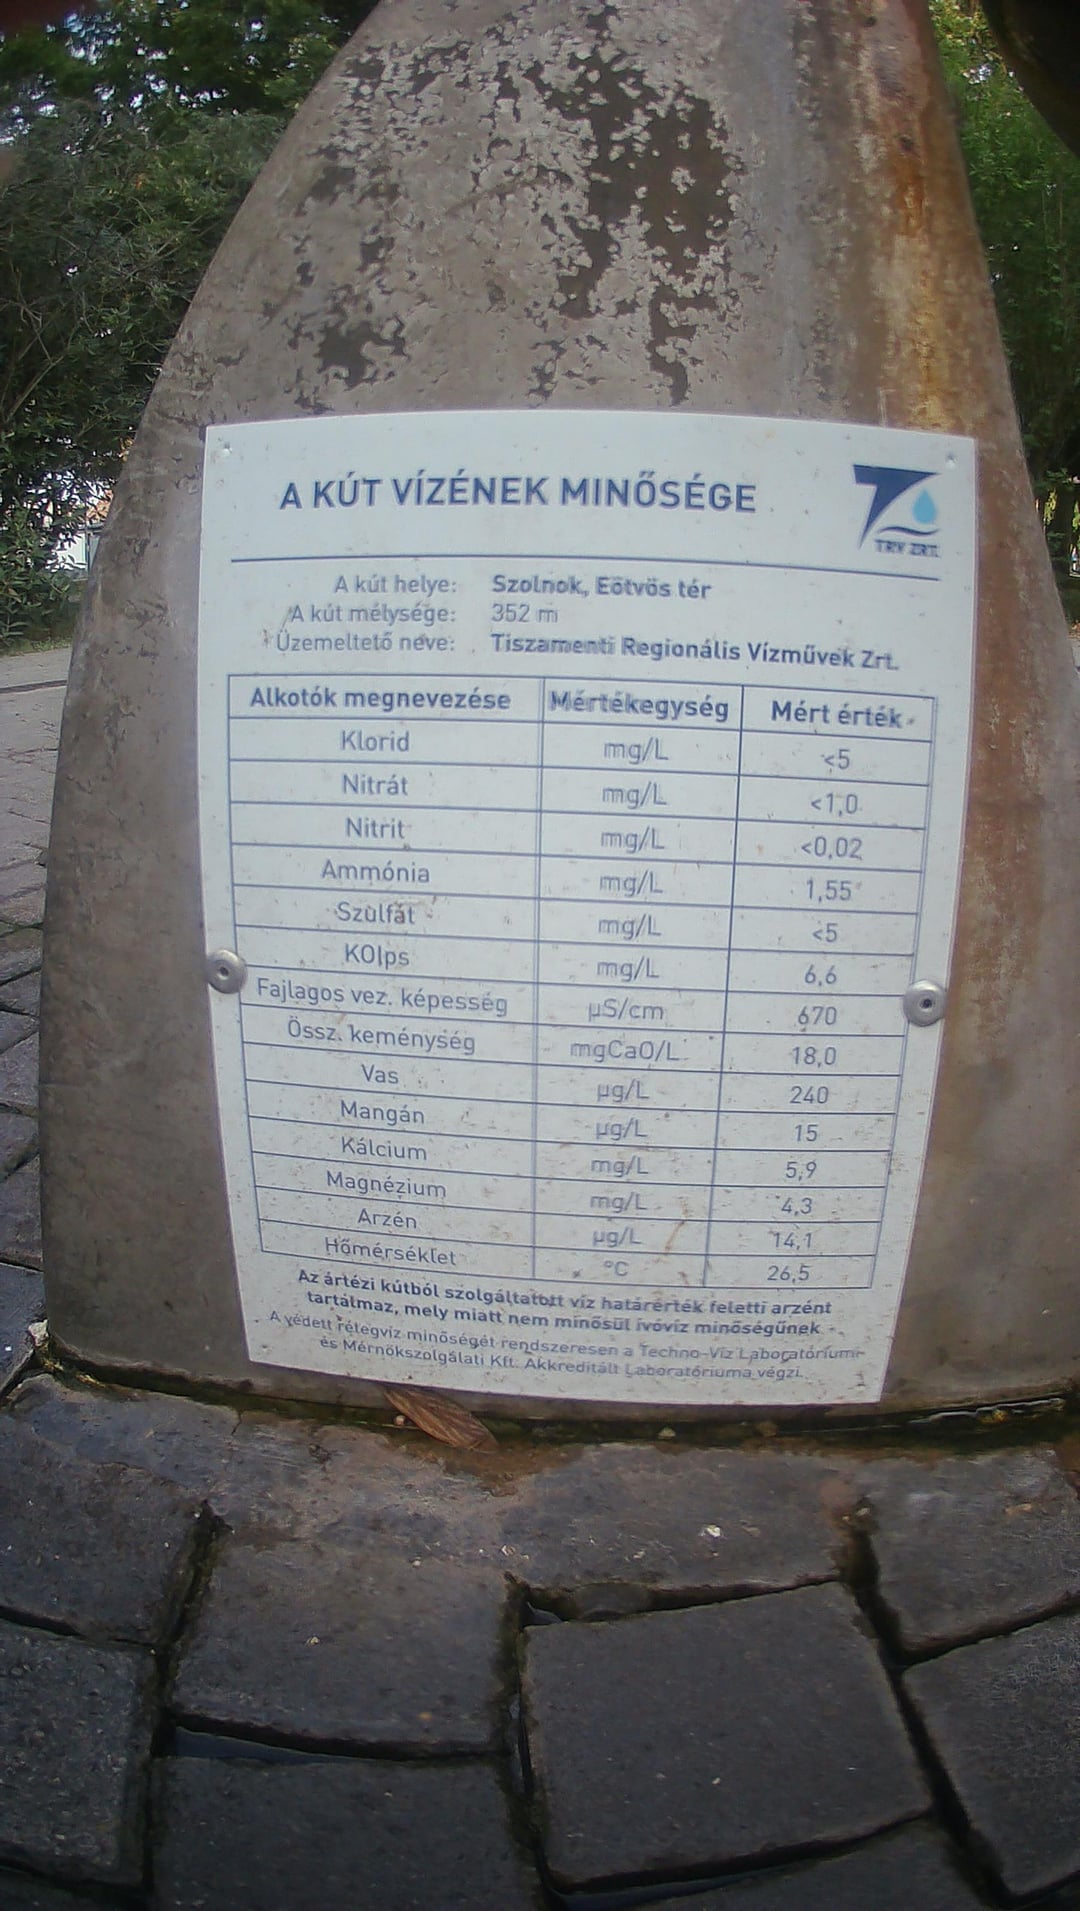 A KÚT VÍZÉNEK MINŐSÉGE
TRV ZRT.
A kút helye: Szolnok, Eötvös tér
A kút mélysége: 352 m
Üzemeltető neve: Tiszamenti Regionális Vízművek Zrt.
Alkotók megnevezése Mértékegység Mért érték
Klorid mg/L <5
Nitrát mg/L <1,0
Nitrit mg/L <0,02
Ammónia mg/L 1,55
Szulfát mg/L <5
KOIps mg/L 6,6
Fajlagos vez. képesség µS/cm 670
Össz. keménység mgCaO/L 18,0
Vas µg/L 240
Mangán µg/L 15
Kálcium mg/L 5,9
Magnézium mg/L 4,3
Arzén µg/L 14,1
Hőmérséklet °C 26,5
Az ártézi kútból szolgáltatott víz határérték feletti arzént
tartalmaz, mely miatt nem minősül ivóvíz minőségűnek
A védett rétegvíz minőségét rendszeresen a Techno-Víz Laboratóriumi
és Mérnökszolgálati Kft. Akkreditált Laboratóriuma végzi.